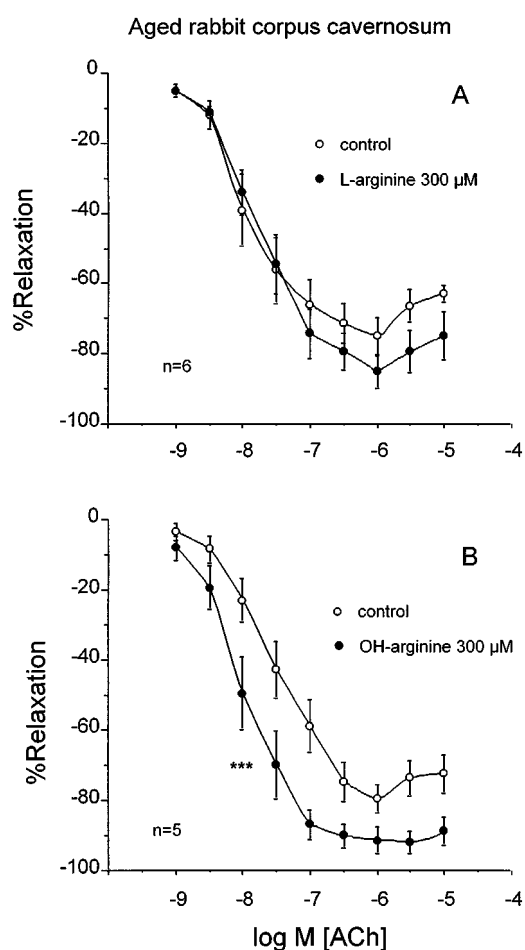 Aged rabbit corpus cavernosum
A
control
L-arginine 300 µM
%Relaxation
0
-20
-40
-60
-80
-100
n=6
-9 -8 -7 -6 -5 -4
B
control
OH-arginine 300 µM
%Relaxation
0
-20
-40
-60
-80
-100
***
n=5
-9 -8 -7 -6 -5 -4
log M [ACh]